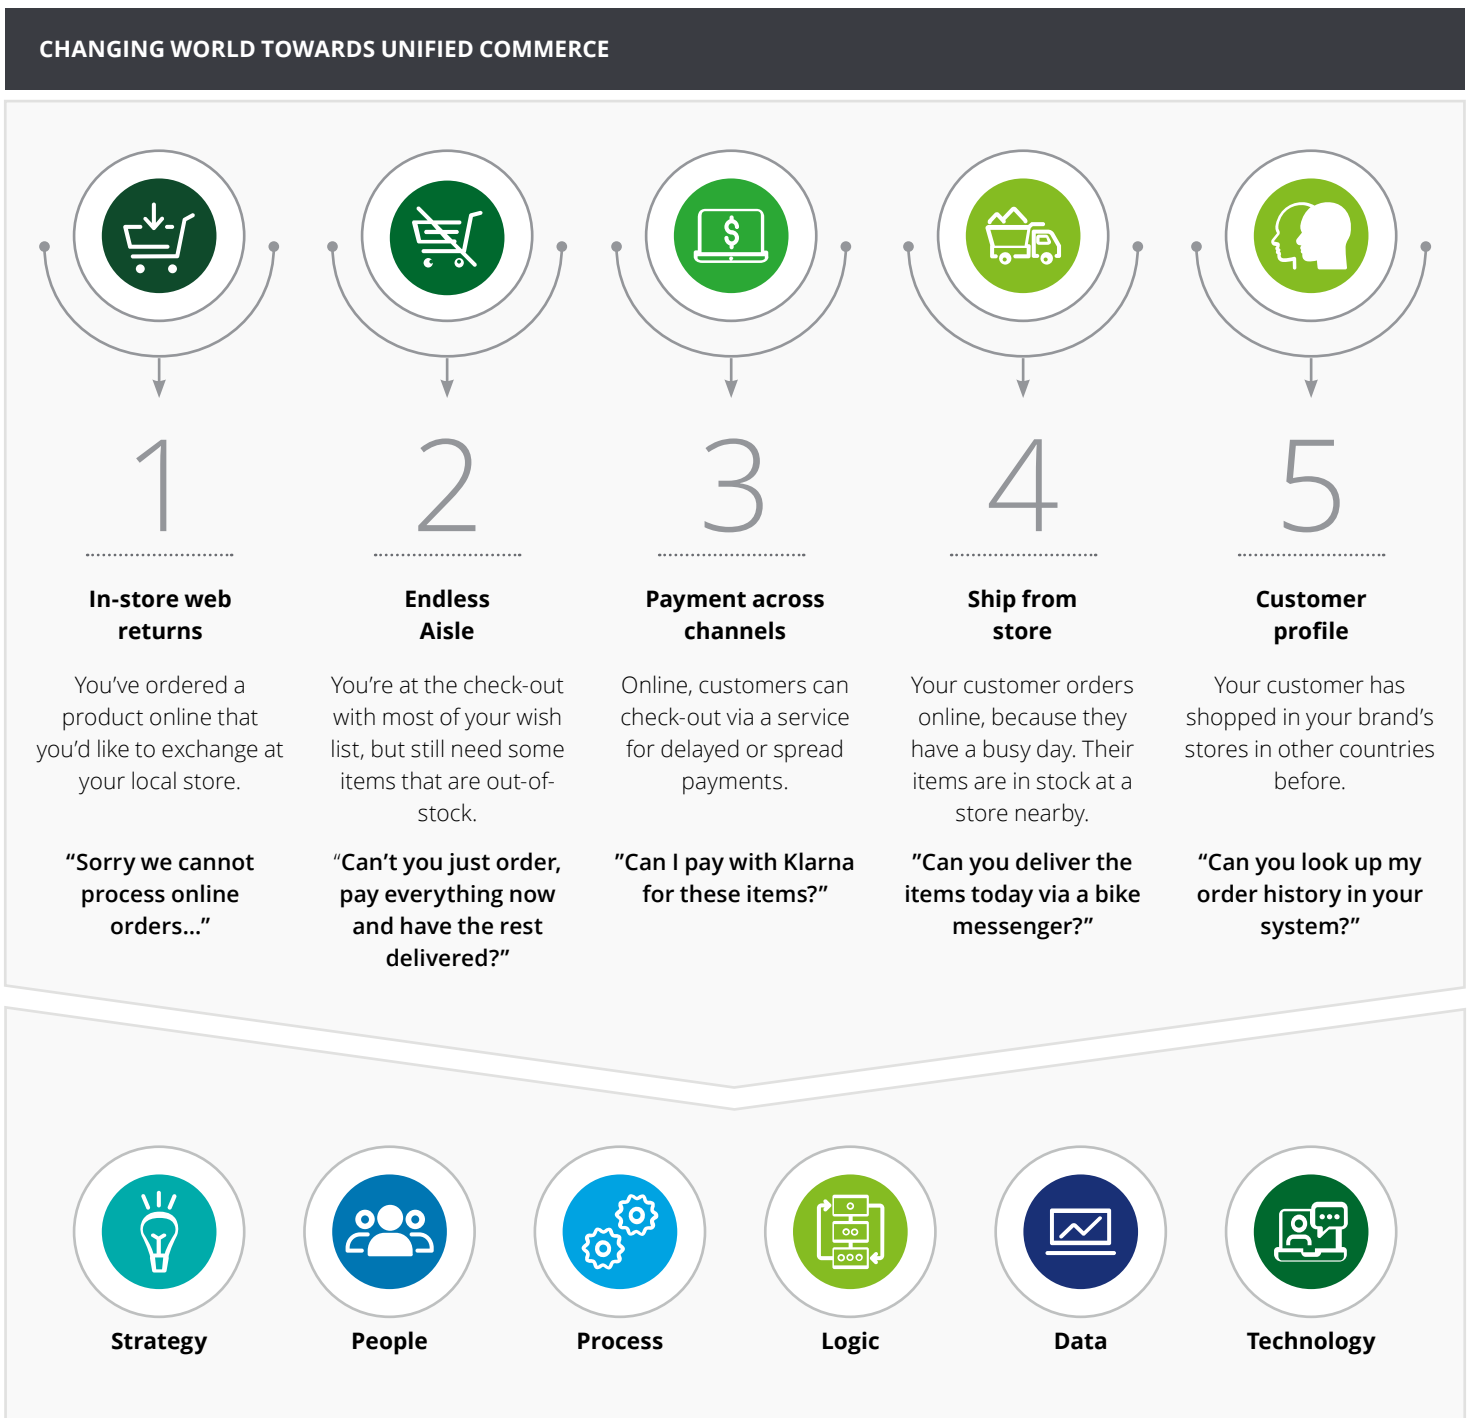 CHANGING WORLD TOWARDS UNIFIED COMMERCE
1
In-store web
returns
You’ve ordered a
product online that
you’d like to exchange at
your local store.
“Sorry we cannot
process online
orders...”
2
Endless
Aisle
You’re at the check-out
with most of your wish
list, but still need some
items that are out-of-
stock.
“Can’t you just order,
pay everything now
and have the rest
delivered?”
3
Payment across
channels
Online, customers can
check-out via a service
for delayed or spread
payments.
”Can I pay with Klarna
for these items?”
4
Ship from
store
Your customer orders
online, because they
have a busy day. Their
items are in stock at a
store nearby.
”Can you deliver the
items today via a bike
messenger?”
5
Customer
profile
Your customer has
shopped in your brand’s
stores in other countries
before.
“Can you look up my
order history in your
system?”
Strategy
People
Process
Logic
Data
Technology